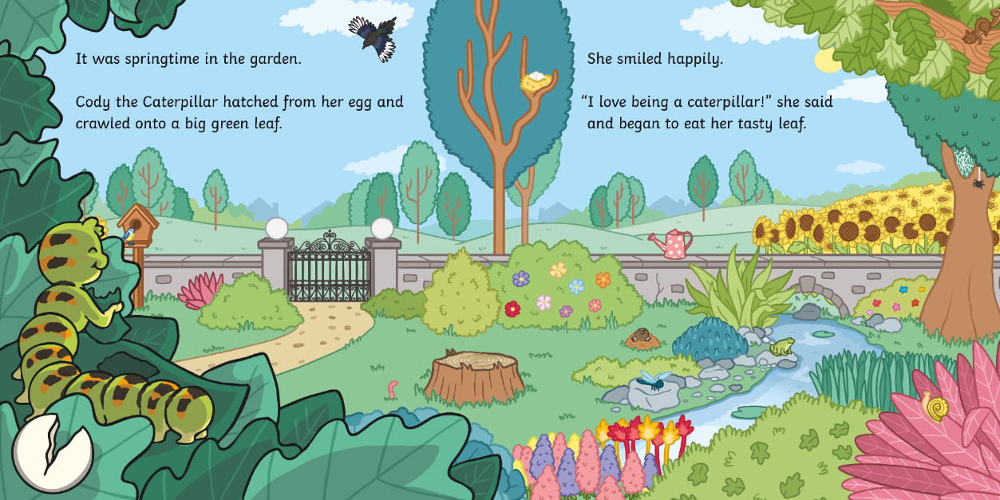 It was springtime in the garden.
Cody the Caterpillar hatched from her egg and
crawled onto a big green leaf.
She smiled happily.
“I love being a caterpillar!” she said
and began to eat her tasty leaf.